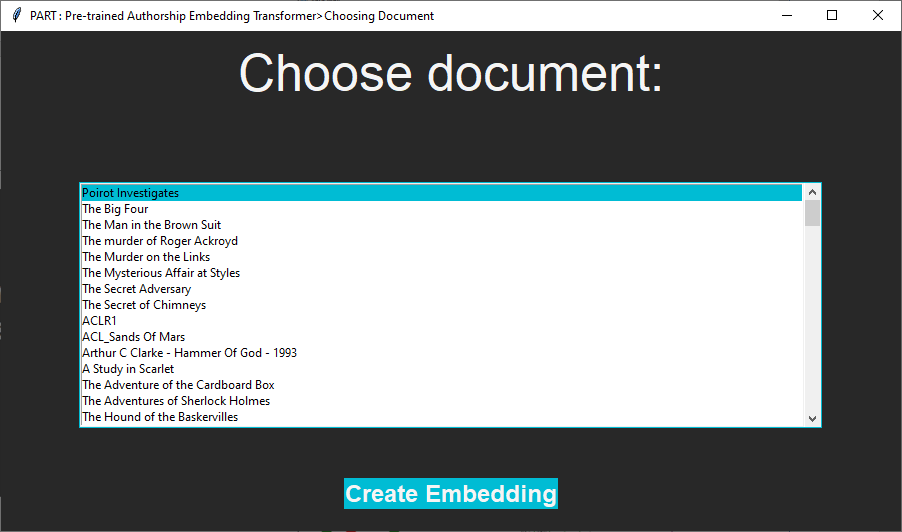 PART : Pre-trained Authorship Embedding Transformer>Choosing Document
Choose document:
Poirot Investigates
The Big Four
The Man in the Brown Suit
The murder of Roger Ackroyd
The Murder on the Links
The Mysterious Affair at Styles
The Secret Adversary
The Secret of Chimneys
ACLR1
ACL_Sands Of Mars
Arthur C Clarke - Hammer Of God - 1993
A Study in Scarlet
The Adventure of the Cardboard Box
The Adventures of Sherlock Holmes
The Hound of the Baskervilles
Create Embedding